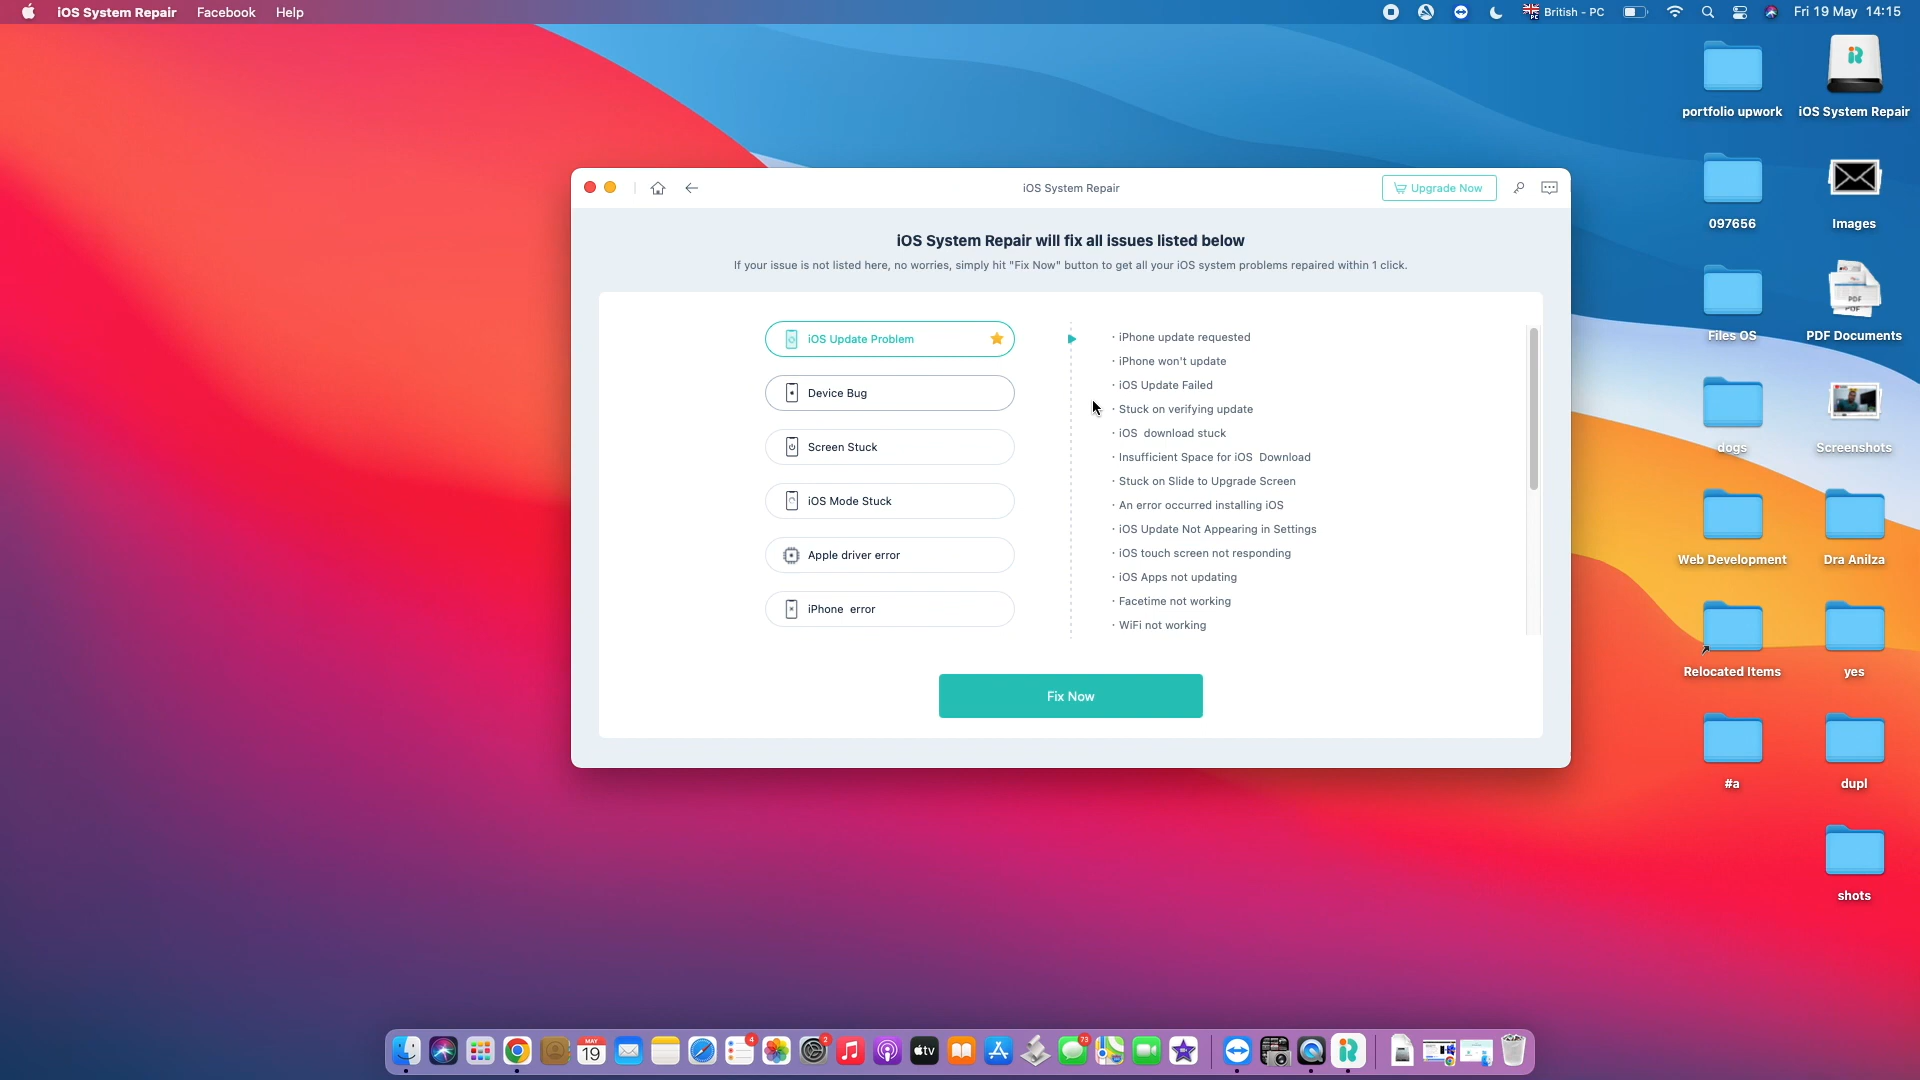 iOS System Repair Facebook Help
British - PC Fri 19 May 14:15
portfolio upwork iOS System Repair
097656 Images
Files OS PDF Documents
dogs Screenshots
Web Development Dra Anilza
Relocated Items yes
#a dupl
shots
iOS System Repair
Upgrade Now
iOS System Repair will fix all issues listed below
If your issue is not listed here, no worries, simply hit "Fix Now" button to get all your iOS system problems repaired within 1 click.
iOS Update Problem
Device Bug
Screen Stuck
iOS Mode Stuck
Apple driver error
iPhone error
· iPhone update requested
· iPhone won't update
· iOS Update Failed
· Stuck on verifying update
· iOS download stuck
· Insufficient Space for iOS Download
· Stuck on Slide to Upgrade Screen
· An error occurred installing iOS
· iOS Update Not Appearing in Settings
· iOS touch screen not responding
· iOS Apps not updating
· Facetime not working
· WiFi not working
Fix Now
MAY
19
4
2
tv
73